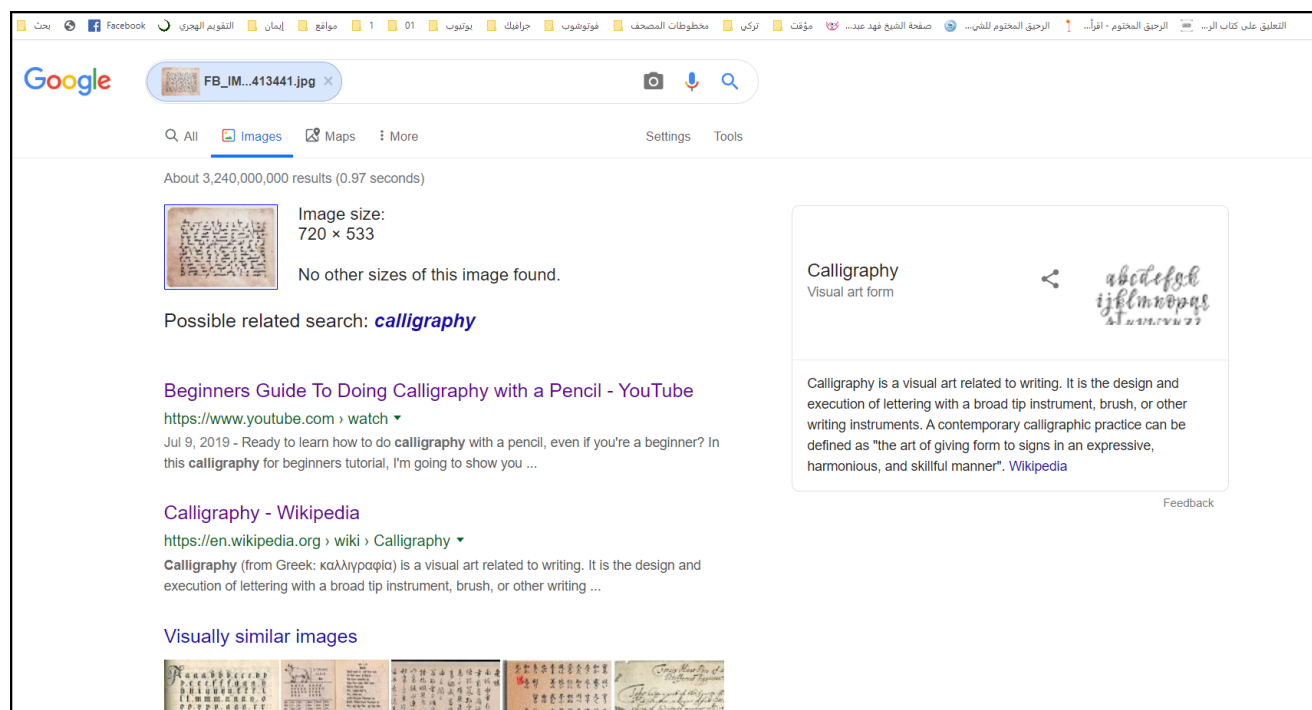 التعليق على كتاب الر... الرحيق المختوم - اقرأ... الرحيق المختوم للشي... صفحة الشيخ فهد عبد... مؤقت تركي مخطوطات المصحف فوتوشوب جرافيك يوتيوب 01 1 مواقع إيمان التقويم الهجري Facebook بحث
Google FB_IM...413441.jpg ×
All Images Maps More Settings Tools
About 3,240,000,000 results (0.97 seconds)
Image size:
720 × 533
No other sizes of this image found.
Possible related search: calligraphy
Beginners Guide To Doing Calligraphy with a Pencil - YouTube
https://www.youtube.com › watch
Jul 9, 2019 - Ready to learn how to do calligraphy with a pencil, even if you're a beginner? In
this calligraphy for beginners tutorial, I'm going to show you ...
Calligraphy - Wikipedia
https://en.wikipedia.org › wiki › Calligraphy
Calligraphy (from Greek: καλλιγραφία) is a visual art related to writing. It is the design and
execution of lettering with a broad tip instrument, brush, or other writing ...
Visually similar images
Calligraphy
Visual art form
abcdefgh
ijklmnopqr
Calligraphy is a visual art related to writing. It is the design and
execution of lettering with a broad tip instrument, brush, or other
writing instruments. A contemporary calligraphic practice can be
defined as "the art of giving form to signs in an expressive,
harmonious, and skillful manner". Wikipedia
Feedback